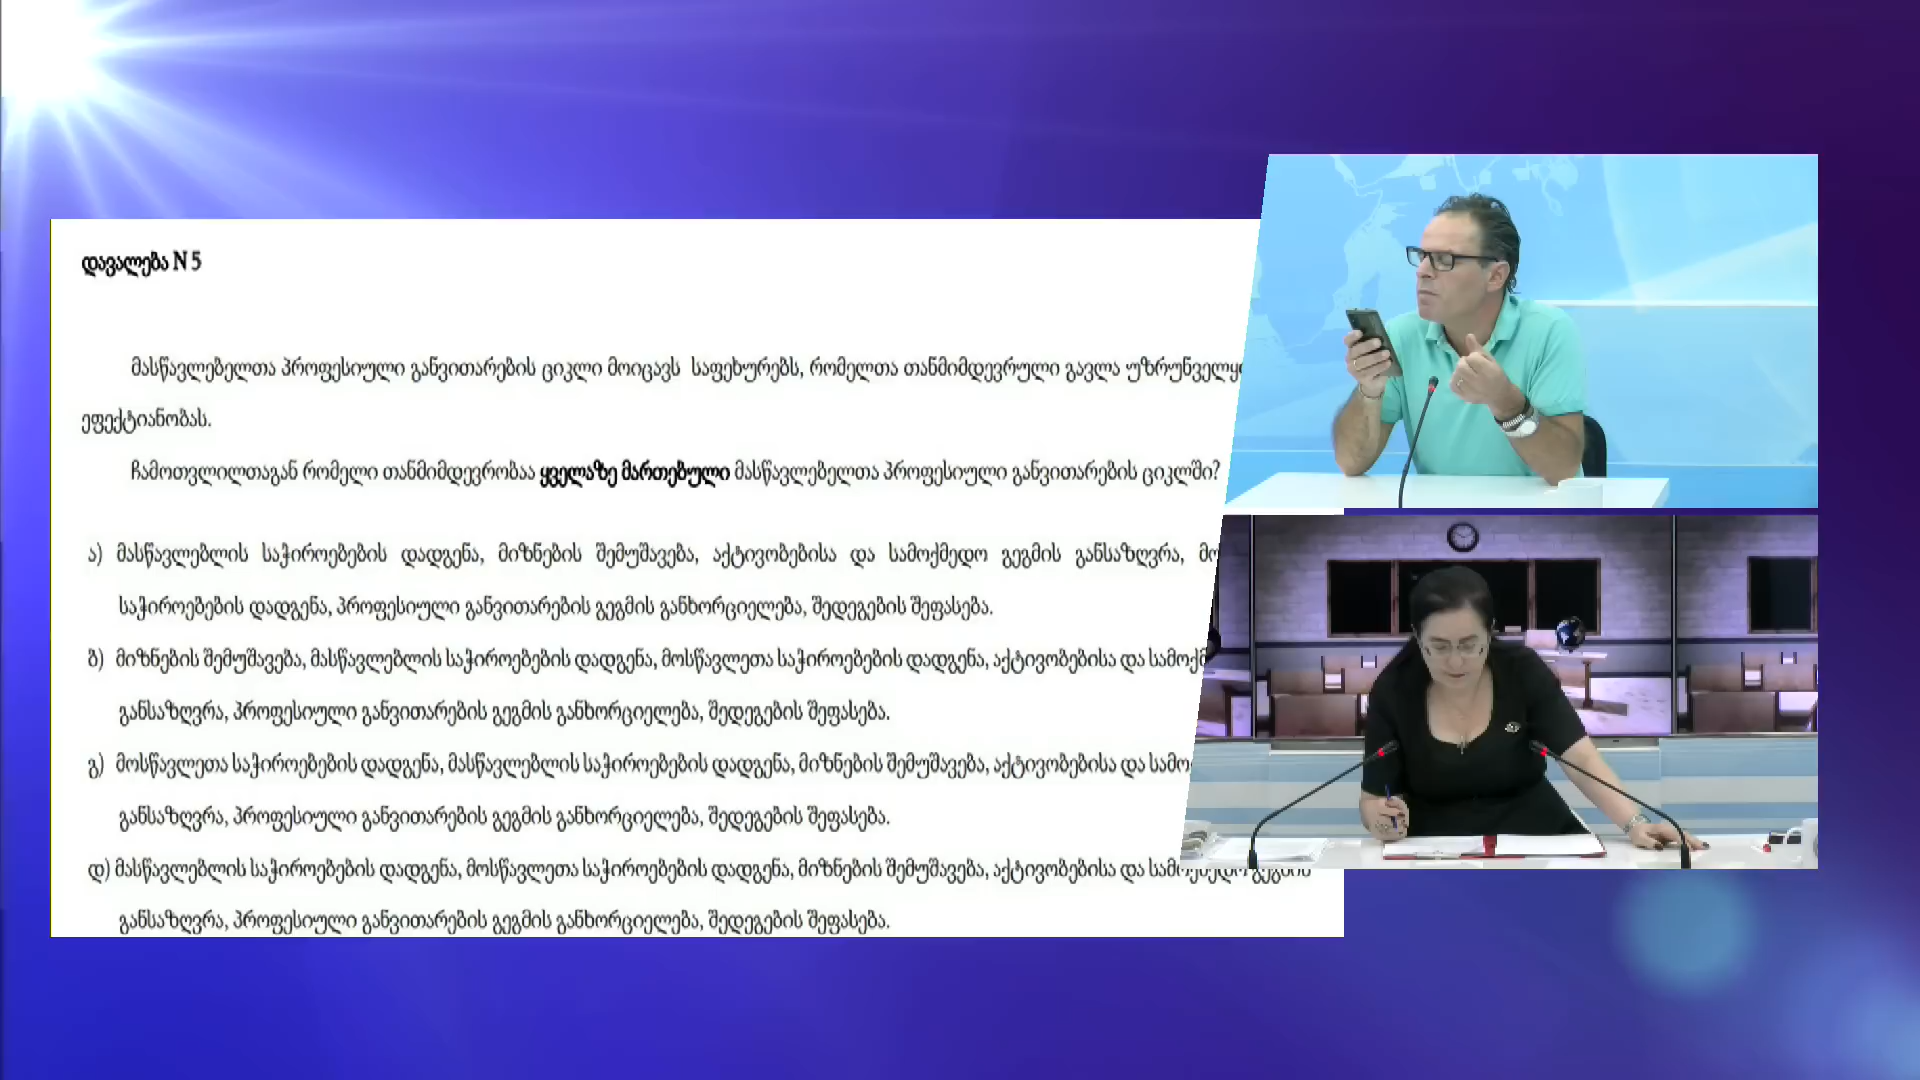 დავალება N 5
მასწავლებელთა პროფესიული განვითარების ციკლი მოიცავს საფეხურებს, რომელთა თანმიმდევრული გავლა
ეფექტიანობას.
ჩამოთვლილთაგან რომელი თანმიმდევრობაა ყველაზე მართებული მასწავლებელთა პროფესიული განვითარების ციკლში?
ა) მასწავლებლის საჭიროებების დადგენა, მიზნების შემუშავება, აქტივობებისა და სამოქმედო გეგმის განსაზღვრა,
საჭიროებების დადგენა, პროფესიული განვითარების გეგმის განხორციელება, შედეგების შეფასება.
ბ) მიზნების შემუშავება, მასწავლებლის საჭიროებების დადგენა, მოსწავლეთა საჭიროებების დადგენა, აქტივობებისა და
განსაზღვრა, პროფესიული განვითარების გეგმის განხორციელება, შედეგების შეფასება.
გ) მოსწავლეთა საჭიროებების დადგენა, მასწავლებლის საჭიროებების დადგენა, მიზნების შემუშავება, აქტივობებისა და
განსაზღვრა, პროფესიული განვითარების გეგმის განხორციელება, შედეგების შეფასება.
დ) მასწავლებლის საჭიროებების დადგენა, მოსწავლეთა საჭიროებების დადგენა, მიზნების შემუშავება, აქტივობებისა და
განსაზღვრა, პროფესიული განვითარების გეგმის განხორციელება, შედეგების შეფასება.